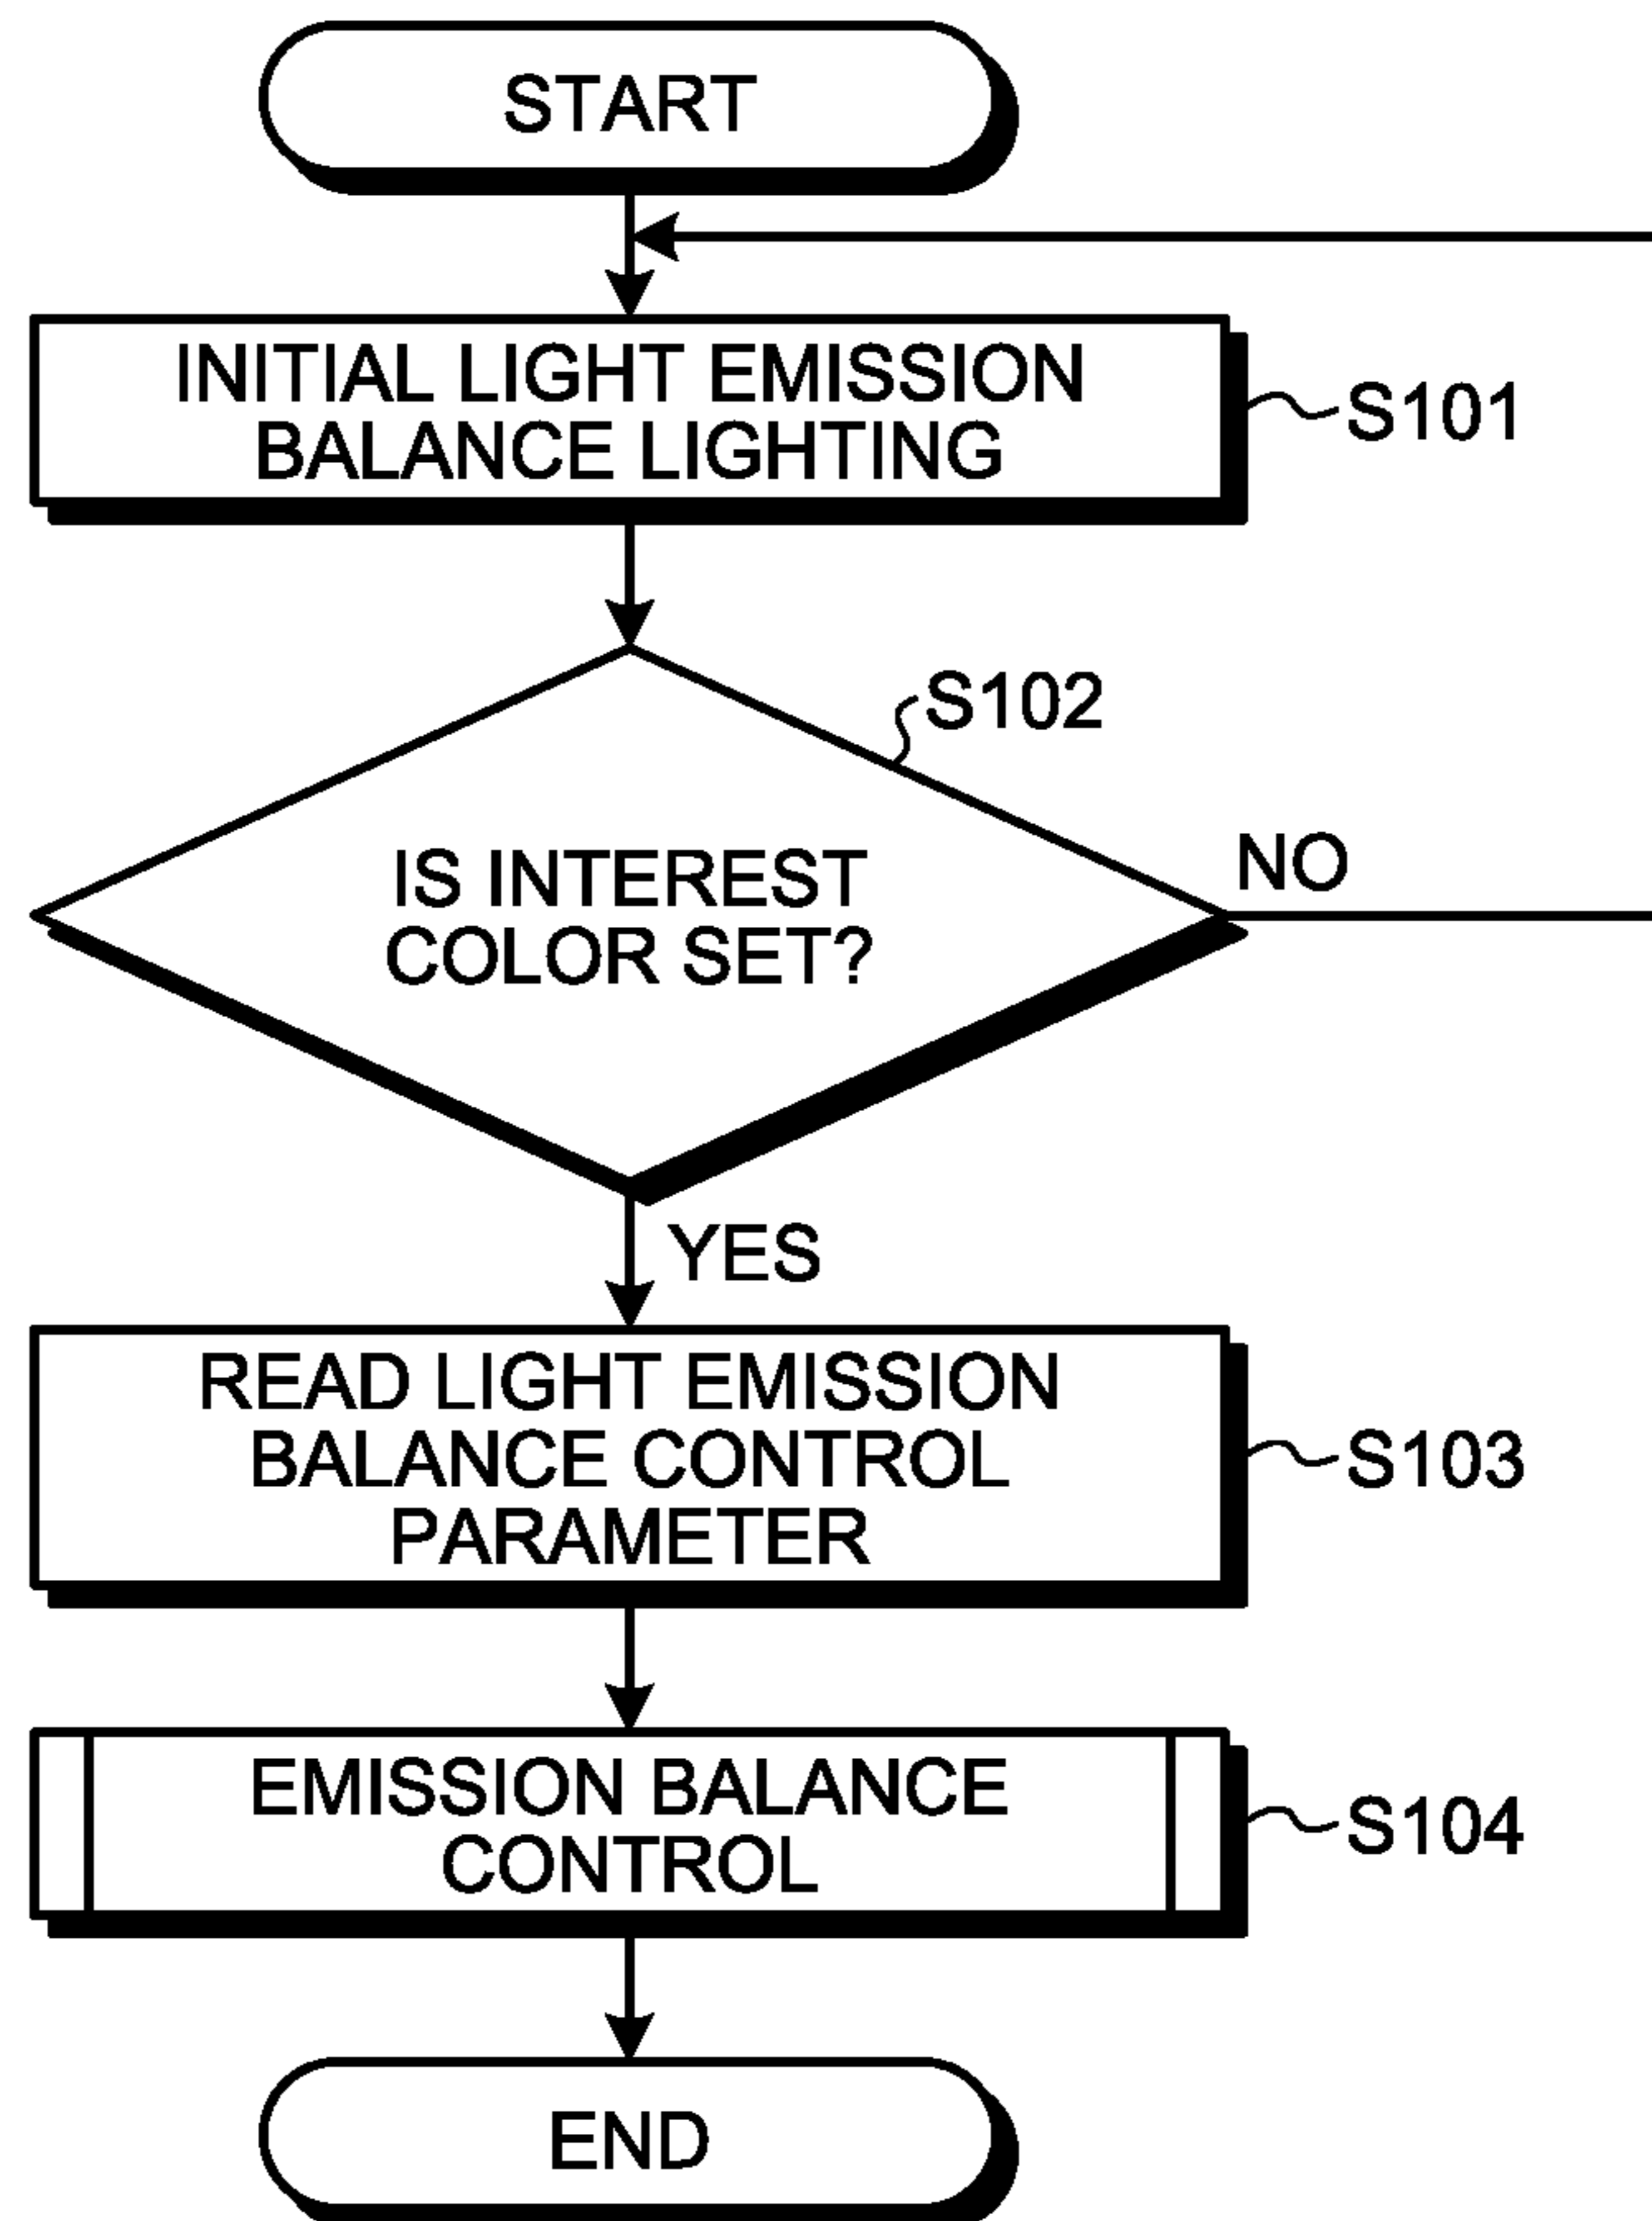 START
INITIAL LIGHT EMISSION
BALANCE LIGHTING
S101
S102
IS INTEREST
COLOR SET?
NO
YES
READ LIGHT EMISSION
BALANCE CONTROL
PARAMETER
S103
EMISSION BALANCE
CONTROL
S104
END